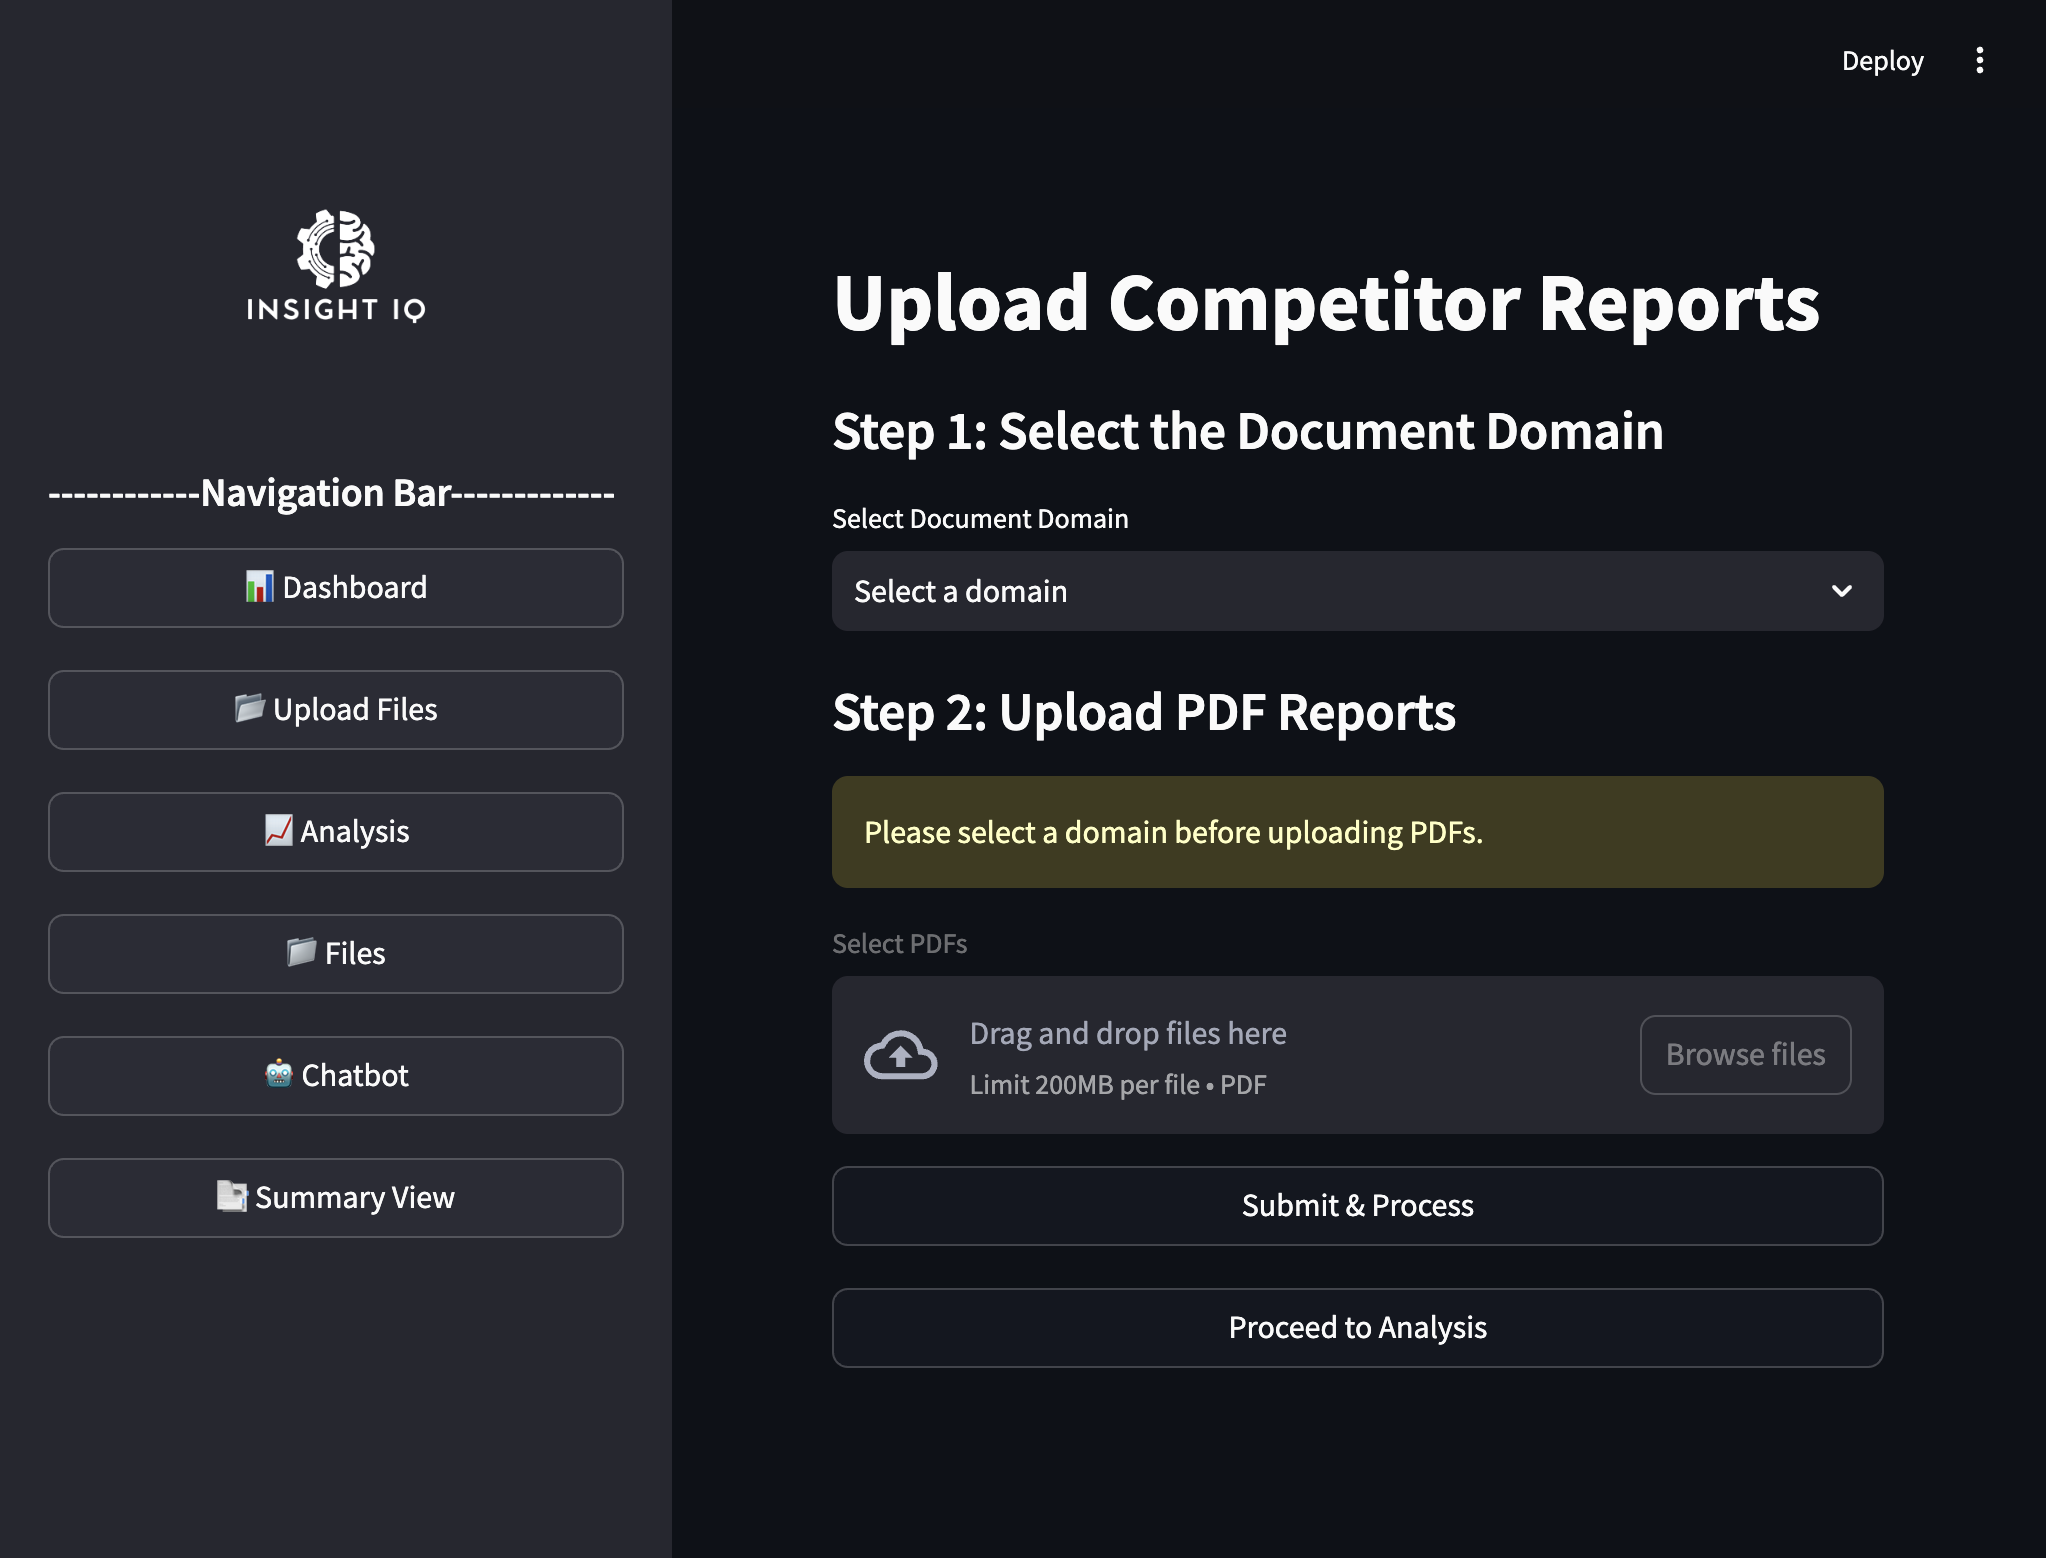 Deploy
INSIGHT IQ
------------Navigation Bar-------------
📊 Dashboard
📂 Upload Files
📈 Analysis
📁 Files
🤖 Chatbot
📑 Summary View
Upload Competitor Reports
Step 1: Select the Document Domain
Select Document Domain
Select a domain
Step 2: Upload PDF Reports
Please select a domain before uploading PDFs.
Select PDFs
Drag and drop files here
Limit 200MB per file • PDF
Browse files
Submit & Process
Proceed to Analysis